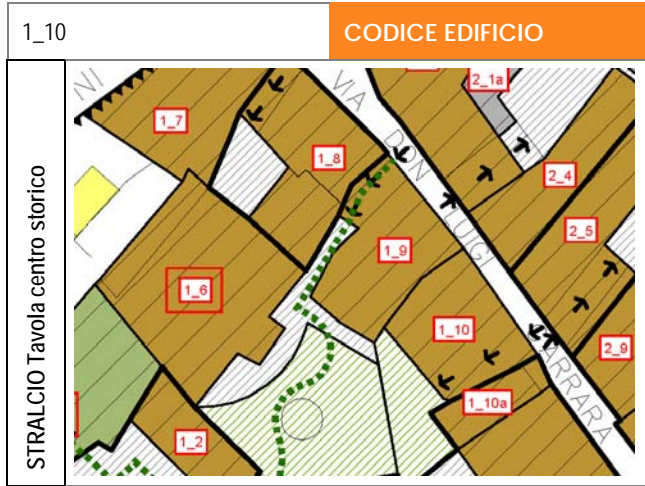 1_10
CODICE EDIFICIO
STRALCIO Tavola centro storico
NI
VIA DON LUIGI
ARRARA
1_7
1_8
2_1a
2_4
1_9
2_5
1_6
1_10
2_9
1_10a
1_2